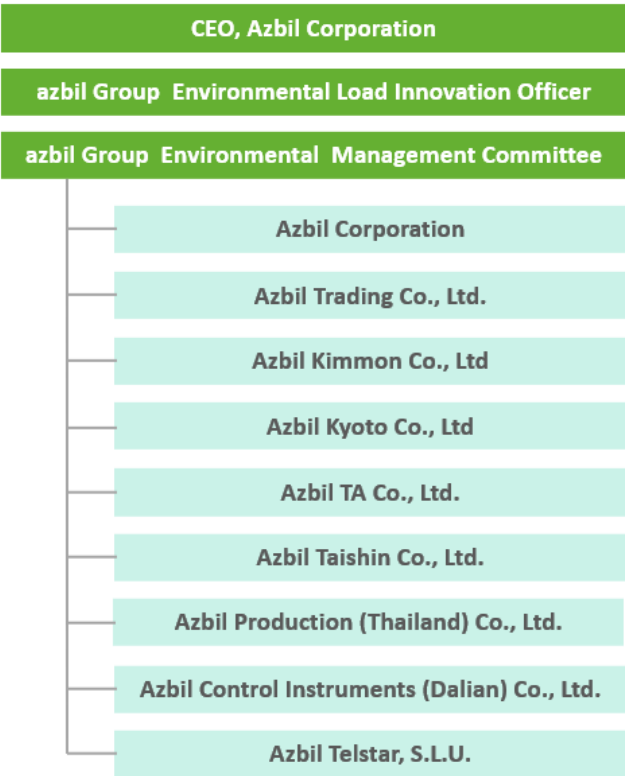 CEO, Azbil Corporation
azbil Group Environmental Load Innovation Officer
azbil Group Environmental Management Committee
Azbil Corporation
Azbil Trading Co., Ltd.
Azbil Kimmon Co., Ltd
Azbil Kyoto Co., Ltd
Azbil TA Co., Ltd.
Azbil Taishin Co., Ltd.
Azbil Production (Thailand) Co., Ltd.
Azbil Control Instruments (Dalian) Co., Ltd.
Azbil Telstar, S.L.U.